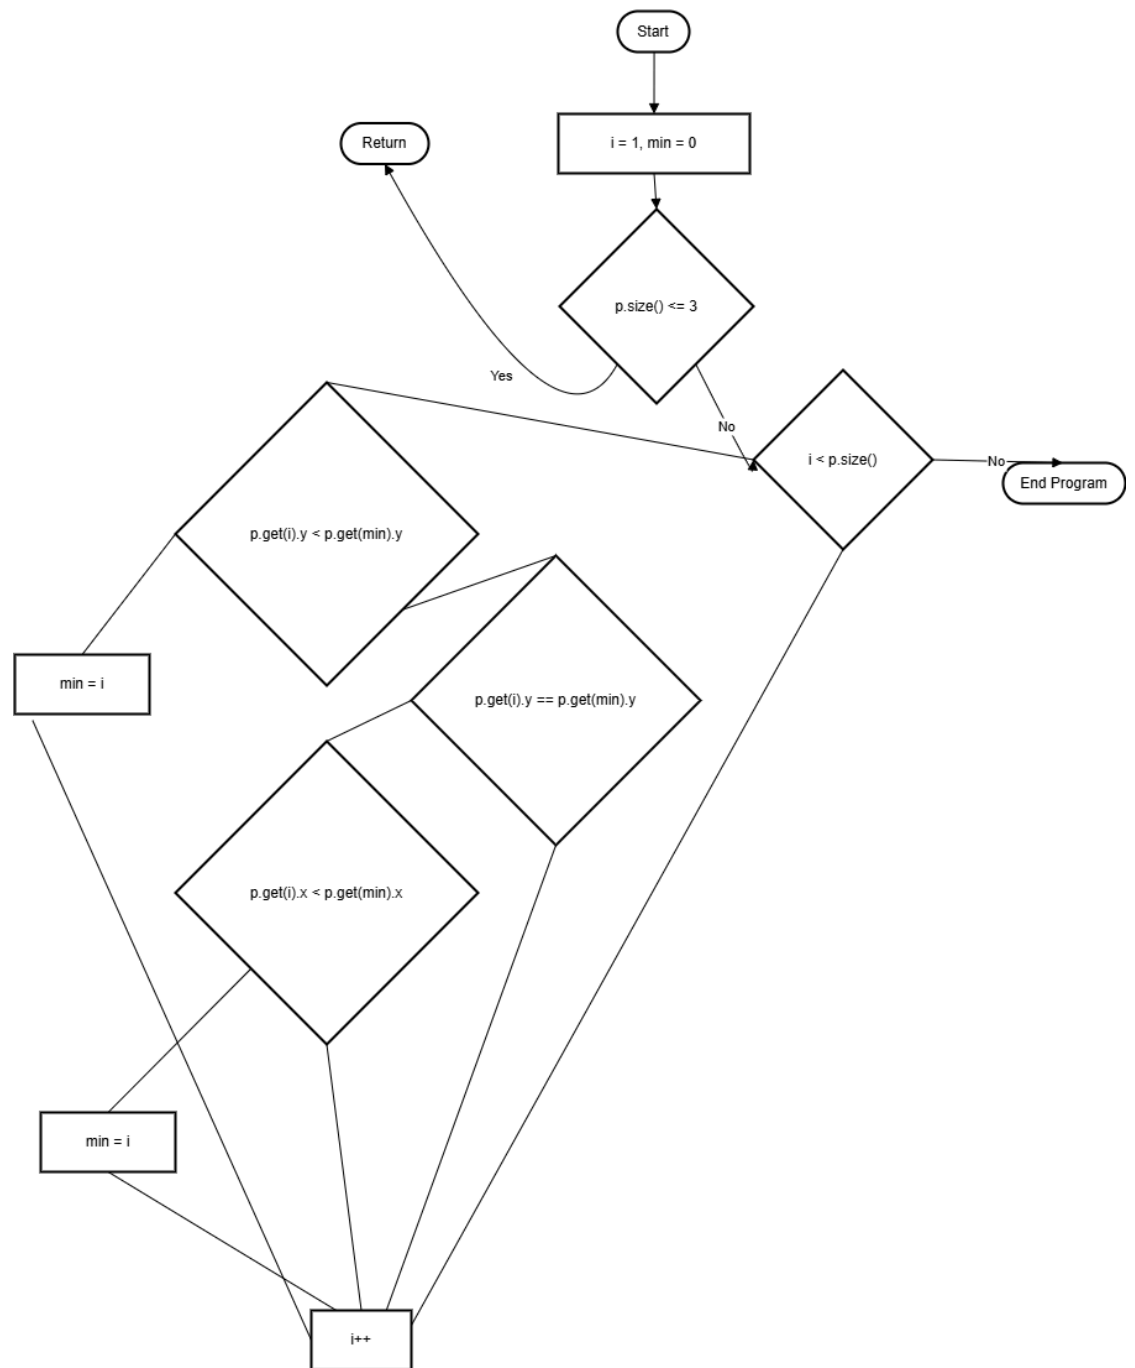 Start
i = 1, min = 0
Return
p.size() <= 3
Yes
No
i < p.size()
No
End Program
p.get(i).y < p.get(min).y
min = i
p.get(i).y == p.get(min).y
p.get(i).x < p.get(min).x
min = i
i++